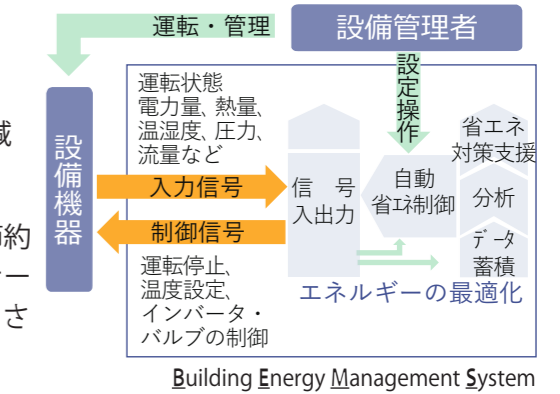 運転・管理
設備管理者
設定操作
設備機器
運転状態
電力量、熱量、
温湿度、圧力、
流量など
入力信号
制御信号
運転停止、
温度設定、
インバータ・
バルブの制御
信　号
入出力
自動
省エネ制御
省エネ
対策支援
分析
データ
蓄積
エネルギーの最適化
Building Energy Management System
減
節約
ー
さ